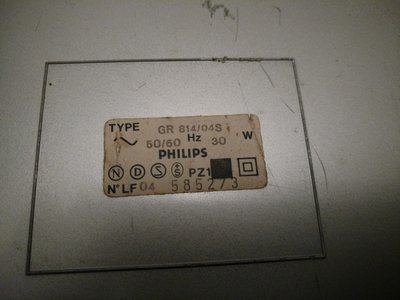 TYPE GR 814/04S
~ 50/60 Hz 30 W
PHILIPS
N D S S PZ1
N° LF 04 585273